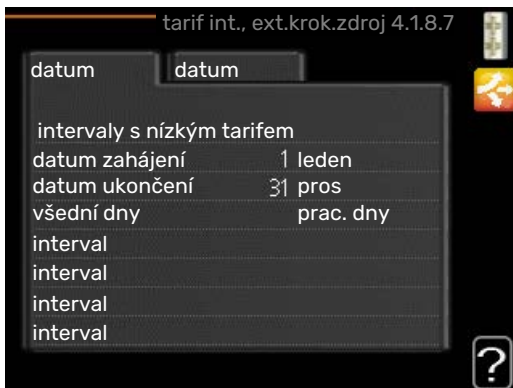 tarif int., ext.krok.zdroj 4.1.8.7
datum datum
intervaly s nízkým tarifem
datum zahájení 1 leden
datum ukončení 31 pros
všední dny prac. dny
interval
interval
interval
interval
?